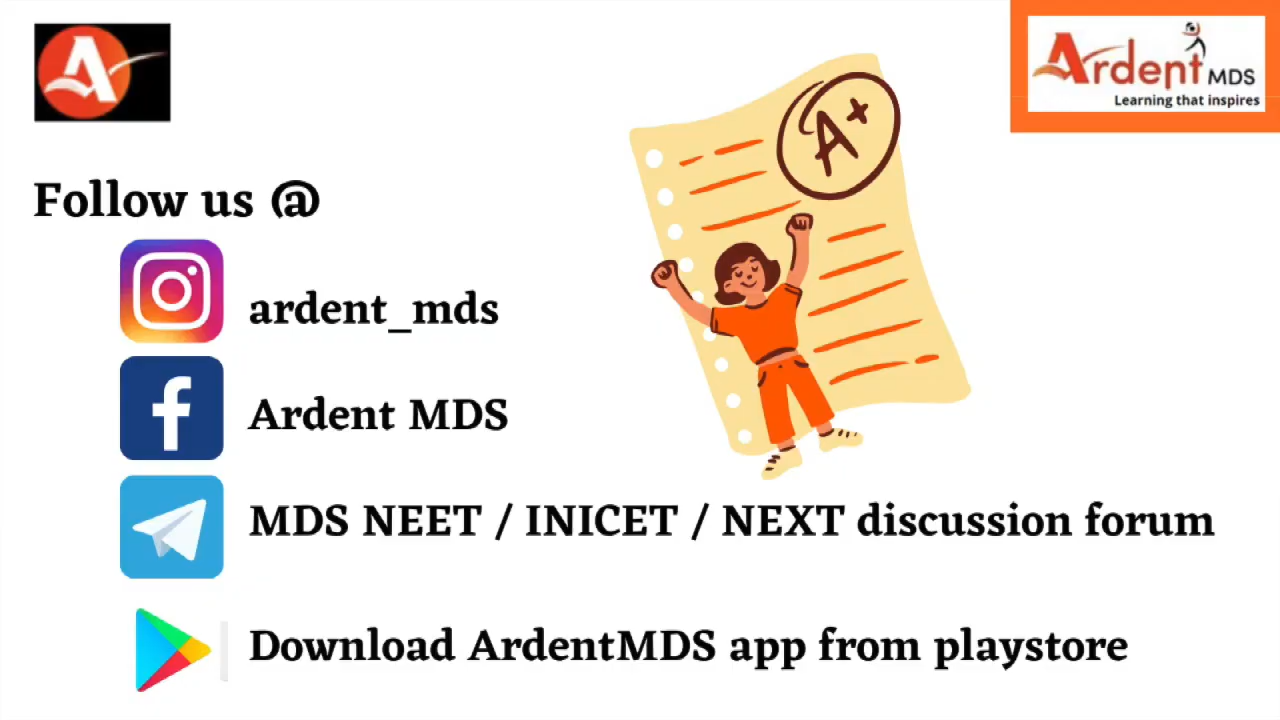 A
Ardent MDS
Learning that inspires
A+
Follow us @
ardent_mds
Ardent MDS
MDS NEET / INICET / NEXT discussion forum
Download ArdentMDS app from playstore